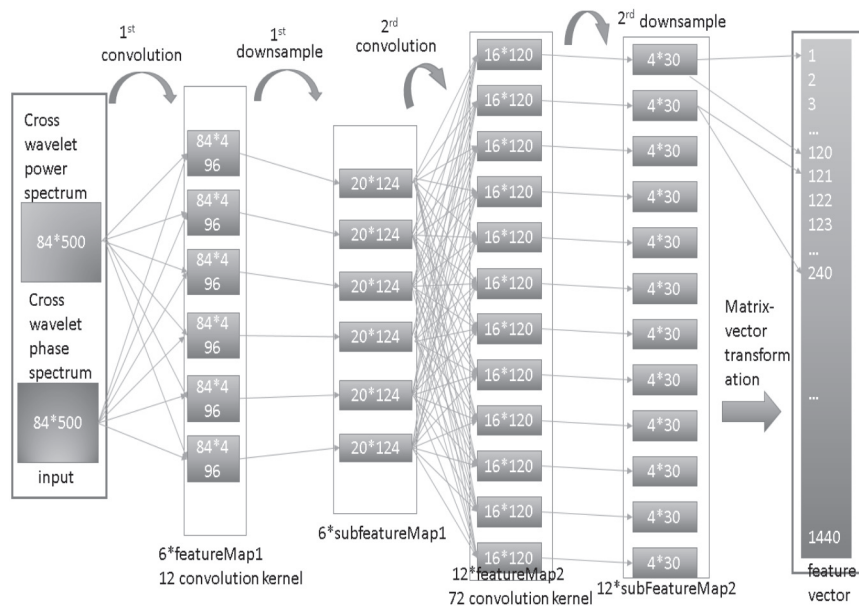 1st
convolution
1st
downsample
2rd
convolution
2rd downsample
Cross
wavelet
power
spectrum
84*500
Cross
wavelet
phase
spectrum
84*500
input
84*4
96
84*4
96
84*4
96
84*4
96
84*4
96
84*4
96
6*featureMap1
12 convolution kernel
20*124
20*124
20*124
20*124
20*124
20*124
6*subfeatureMap1
16*120
16*120
16*120
16*120
16*120
16*120
16*120
16*120
16*120
16*120
16*120
16*120
12*featureMap2
72 convolution kernel
4*30
4*30
4*30
4*30
4*30
4*30
4*30
4*30
4*30
4*30
4*30
4*30
12*subFeatureMap2
Matrix-
vector
transform
ation
1
2
3
...
120
121
122
123
...
240
...
1440
feature
vector